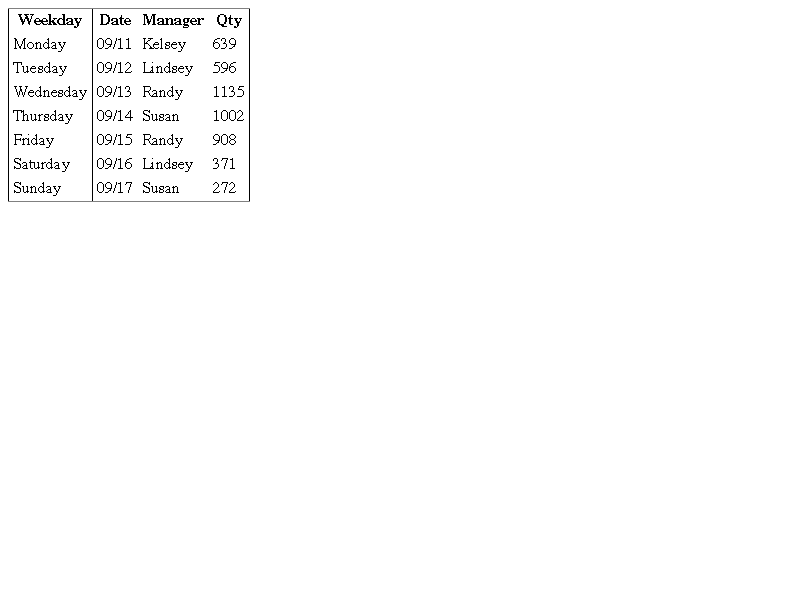 Weekday Date Manager Qty
Monday 09/11 Kelsey 639
Tuesday 09/12 Lindsey 596
Wednesday 09/13 Randy 1135
Thursday 09/14 Susan 1002
Friday 09/15 Randy 908
Saturday 09/16 Lindsey 371
Sunday 09/17 Susan 272